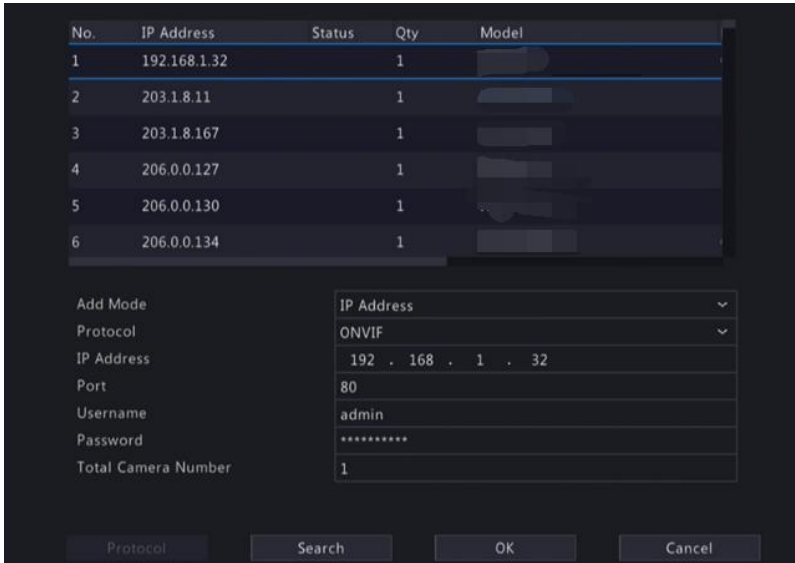 No. IP Address Status Qty Model
1 192.168.1.32 1
2 203.1.8.11 1
3 203.1.8.167 1
4 206.0.0.127 1
5 206.0.0.130 1
6 206.0.0.134 1
Add Mode IP Address
Protocol ONVIF
IP Address 192 . 168 . 1 . 32
Port 80
Username admin
Password **********
Total Camera Number 1
Protocol Search OK Cancel